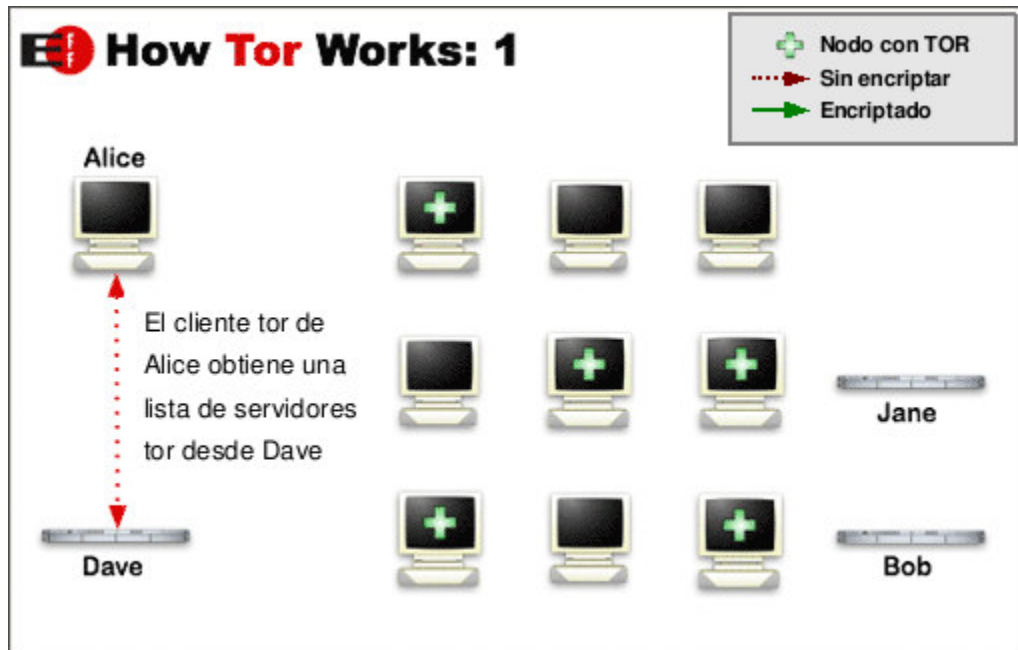 EFF How Tor Works: 1
Nodo con TOR
Sin encriptar
Encriptado
Alice
El cliente tor de
Alice obtiene una
lista de servidores
tor desde Dave
Jane
Dave
Bob